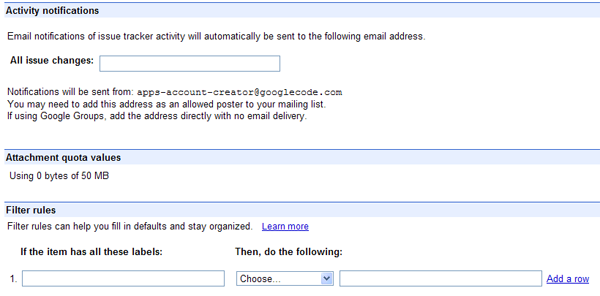 Activity notifications
Email notifications of issue tracker activity will automatically be sent to the following email address.
All issue changes:
Notifications will be sent from: apps-account-creator@googlecode.com
You may need to add this address as an allowed poster to your mailing list.
If using Google Groups, add the address directly with no email delivery.
Attachment quota values
Using 0 bytes of 50 MB
Filter rules
Filter rules can help you fill in defaults and stay organized. Learn more
If the item has all these labels: Then, do the following:
1. Choose... Add a row